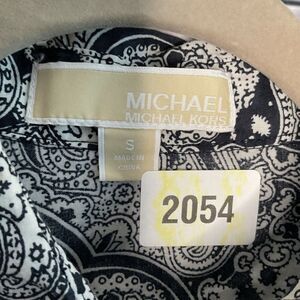 MICHAEL
MICHAEL KORS
S
MADE IN
CHINA
2054